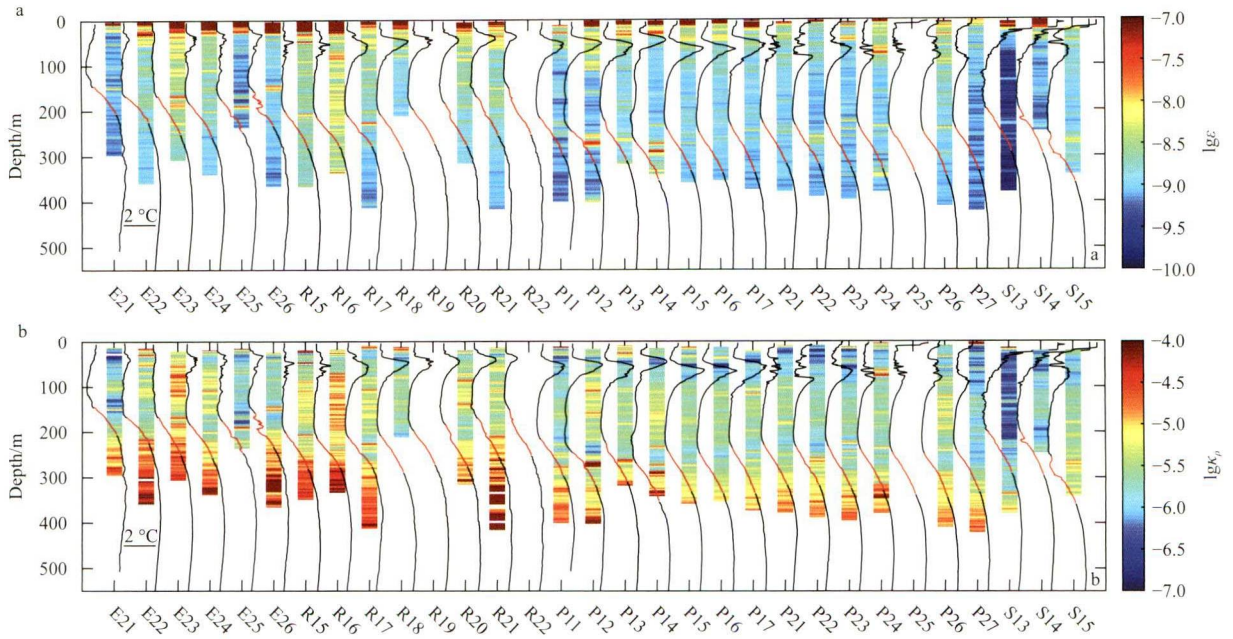 a
0
100
200
300
400
500
Depth/m
2 °C
a
−7.0
−7.5
−8.0
−8.5
−9.0
−9.5
−10.0
lgε
E21 E22 E23 E24 E25 E26 R15 R16 R17 R18 R19 R20 R21 R22 P11 P12 P13 P14 P15 P16 P17 P21 P22 P23 P24 P25 P26 P27 S13 S14 S15
b
0
100
200
300
400
500
Depth/m
2 °C
b
−4.0
−4.5
−5.0
−5.5
−6.0
−6.5
−7.0
lgκρ
E21 E22 E23 E24 E25 E26 R15 R16 R17 R18 R19 R20 R21 R22 P11 P12 P13 P14 P15 P16 P17 P21 P22 P23 P24 P25 P26 P27 S13 S14 S15